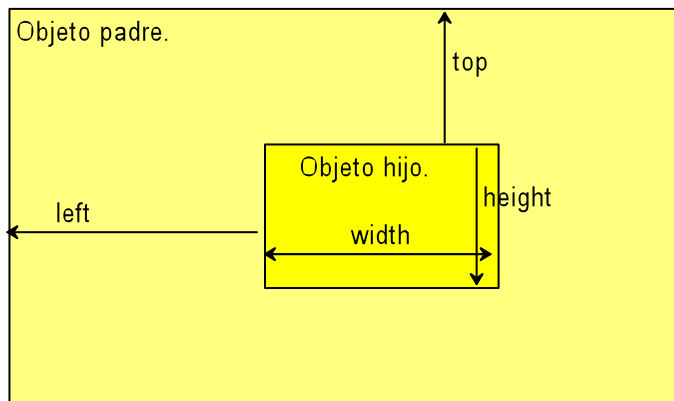 Objeto padre.
top
Objeto hijo.
height
left
width